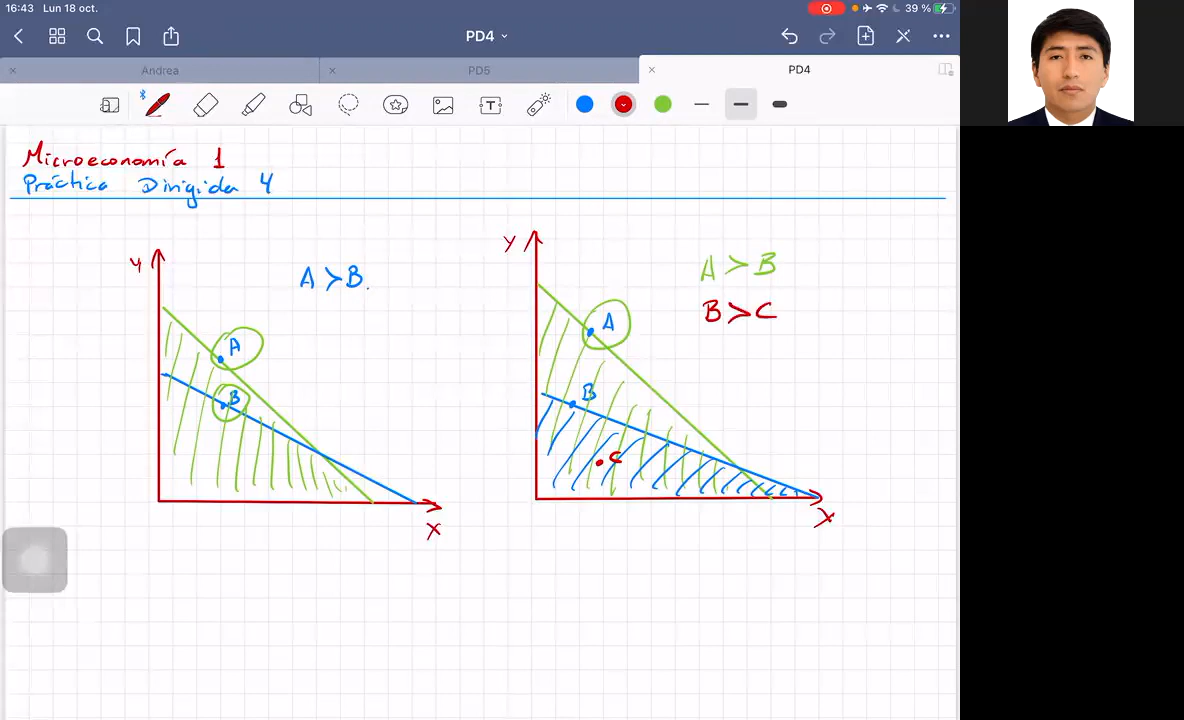 16:43 Lun 18 oct.
39 %
PD4
Andrea
PD5
PD4
T
Microeconomía 1
Práctica Dirigida 4
Y
A ≻ B.
A
B
X
Y
A ≻ B
B ≻ C
A
B
C
X